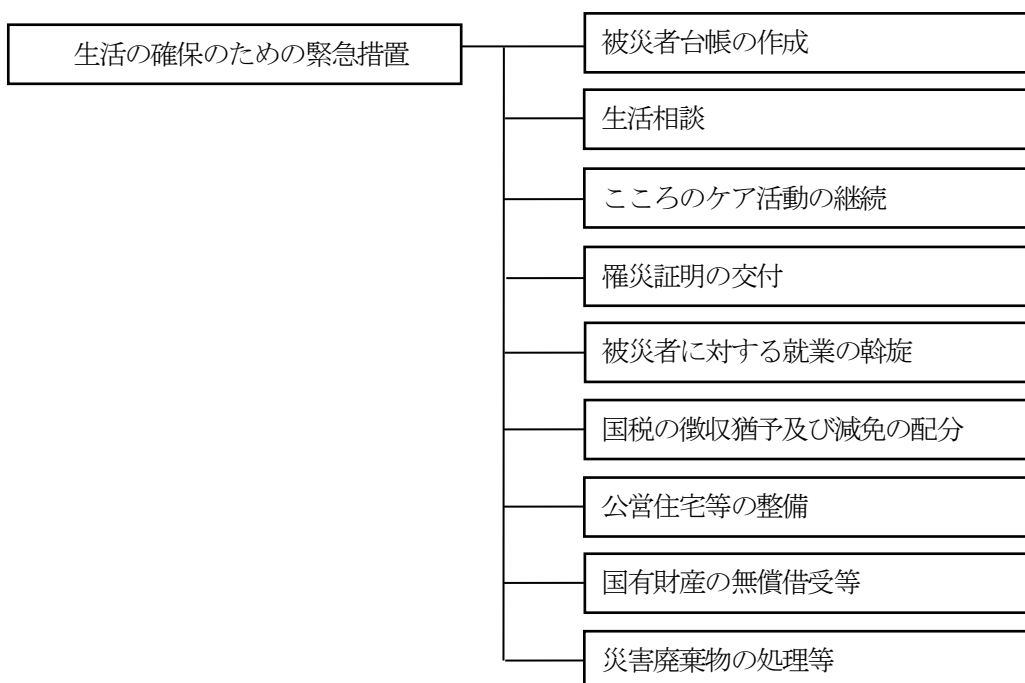 生活の確保のための緊急措置
被災者台帳の作成
生活相談
こころのケア活動の継続
罹災証明の交付
被災者に対する就業の斡旋
国税の徴収猶予及び減免の配分
公営住宅等の整備
国有財産の無償借受等
災害廃棄物の処理等